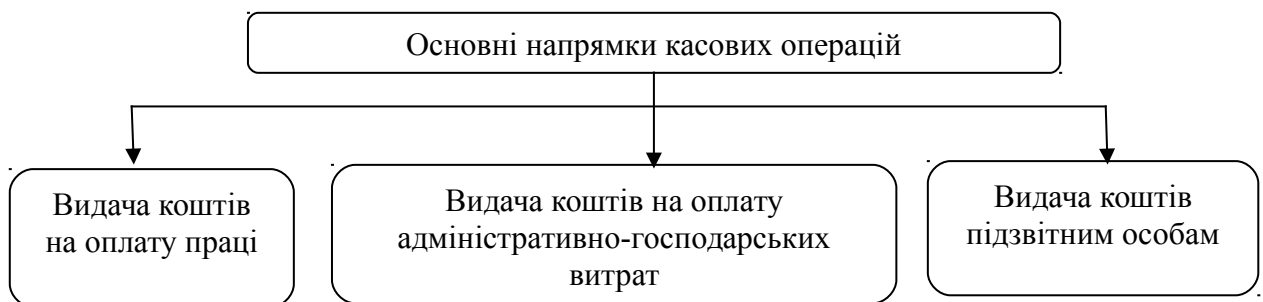 Основні напрямки касових операцій
Видача коштів
на оплату праці
Видача коштів на оплату
адміністративно-господарських
витрат
Видача коштів
підзвітним особам